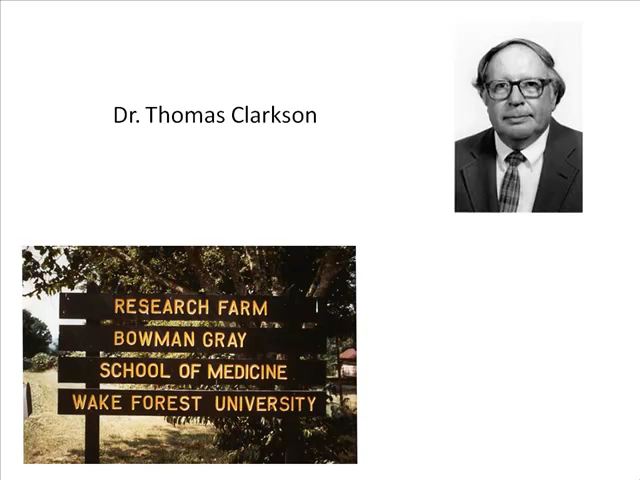 Dr. Thomas Clarkson
RESEARCH FARM
BOWMAN GRAY
SCHOOL OF MEDICINE
WAKE FOREST UNIVERSITY